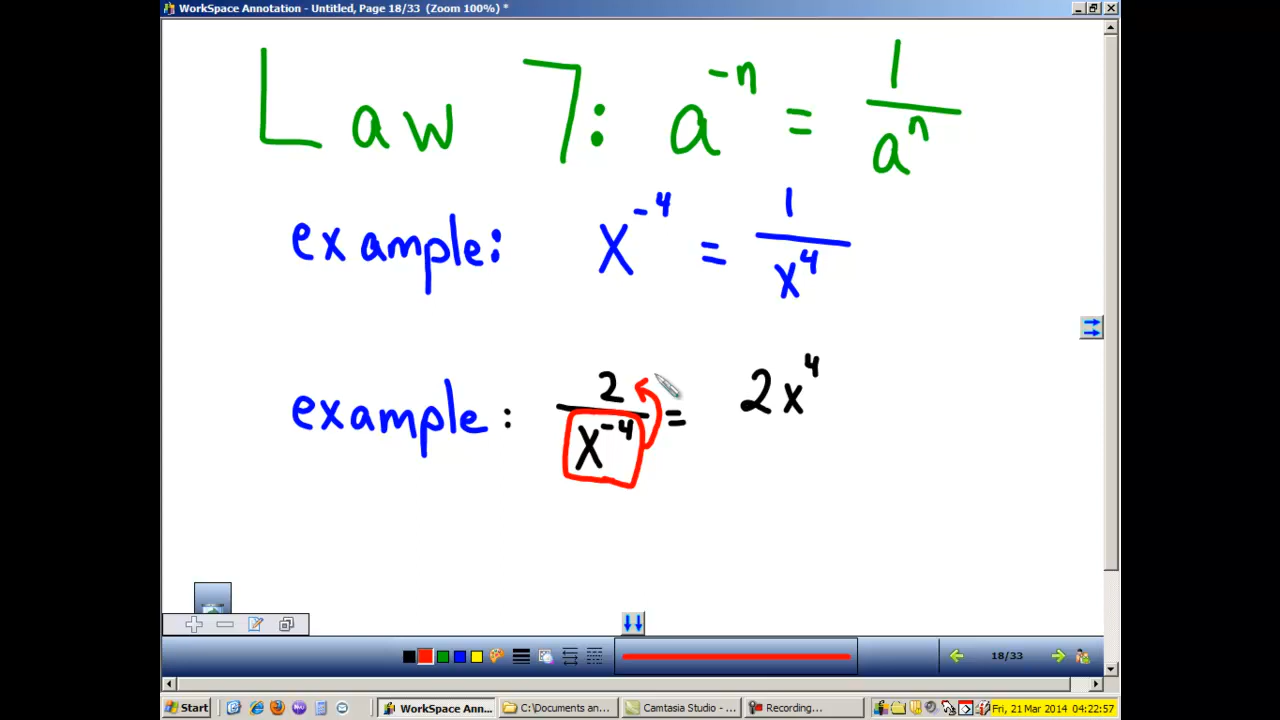 WorkSpace Annotation - Untitled, Page 18/33 (Zoom 100%) *
Law 7: a^-n = 1/a^n
example: x^-4 = 1/x^4
example: 2/x^-4 = 2x^4
18/33
Start WorkSpace Ann... C:\Documents an... Camtasia Studio - ... Recording... Fri, 21 Mar 2014 04:22:57